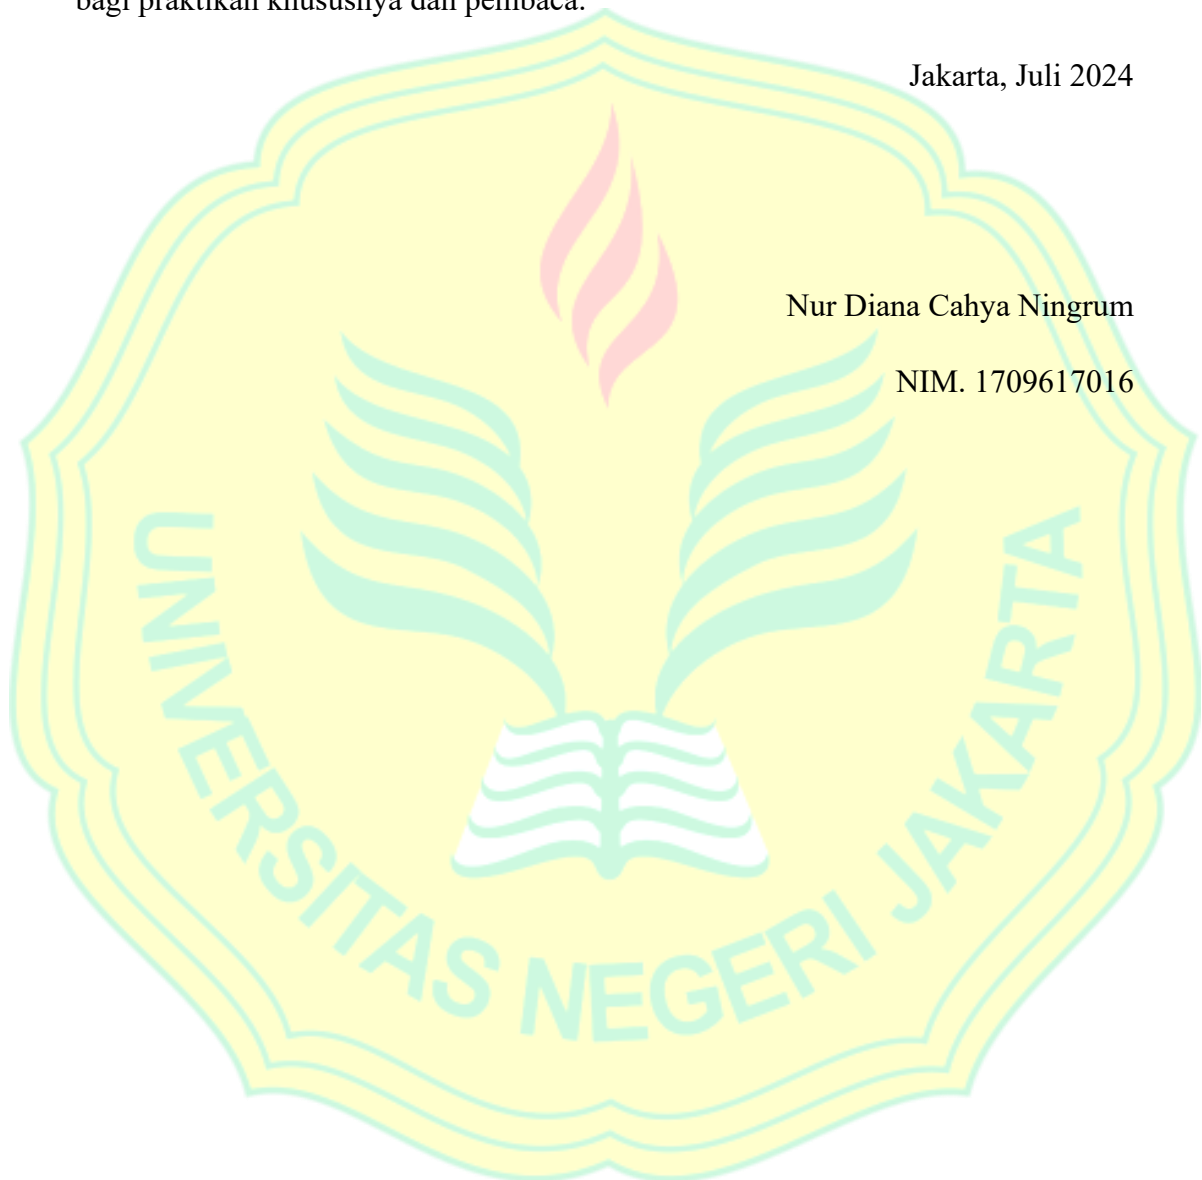 bagi praktikan khususnya dan pembaca.
Jakarta, Juli 2024
Nur Diana Cahya Ningrum
NIM. 1709617016
UNIVERSITAS NEGERI JAKARTA